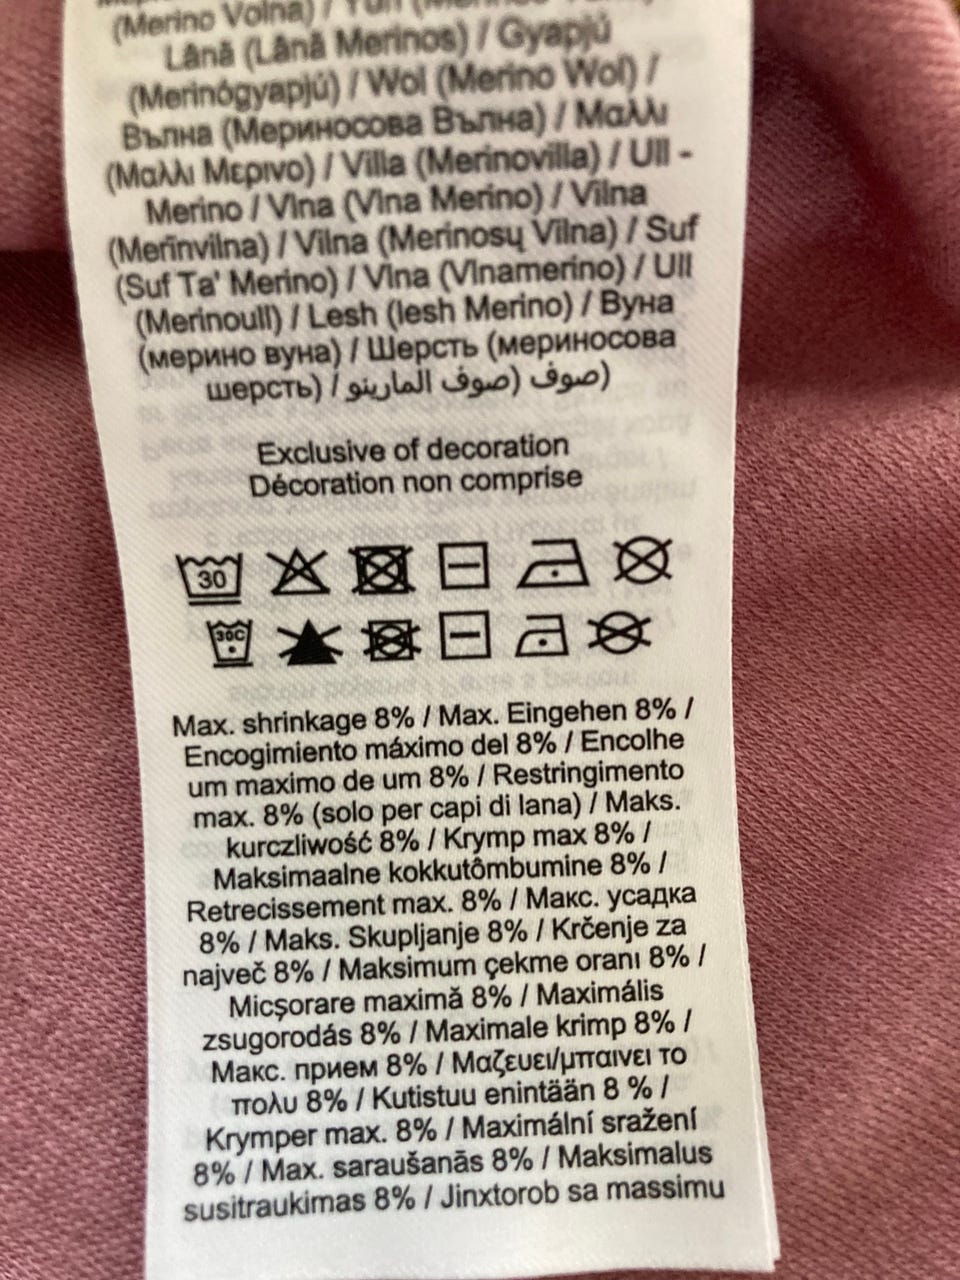 (Merino Volna) / Yün (Merinos
Lână (Lână Merinos) / Gyapjú
(Merinógyapjú) / Wol (Merino Wol) /
Вълна (Мериносова Вълна) / Μαλλι
(Μαλλι Μερινο) / Villa (Merinovilla) / Ull -
Merino / Vlna (Vlna Merino) / Vilna
(Merīnvilna) / Vilna (Merinosų Vilna) / Suf
(Suf Ta' Merino) / Vlna (Vlnamerino) / Ull
(Merinoull) / Lesh (lesh Merino) / Вуна
(мерино вуна) / Шерсть (мериносова
шерсть) / صوف (صوف المارينو)
Exclusive of decoration
Décoration non comprise
30
30C
Max. shrinkage 8% / Max. Eingehen 8% /
Encogimiento máximo del 8% / Encolhe
um maximo de um 8% / Restringimento
max. 8% (solo per capi di lana) / Maks.
kurczliwość 8% / Krymp max 8% /
Maksimaalne kokkutômbumine 8% /
Retrecissement max. 8% / Макс. усадка
8% / Maks. Skupljanje 8% / Krčenje za
največ 8% / Maksimum çekme oranı 8% /
Micşorare maximă 8% / Maximális
zsugorodás 8% / Maximale krimp 8% /
Макс. прием 8% / Μαζευει/μπαινει το
πολυ 8% / Kutistuu enintään 8 % /
Krymper max. 8% / Maximální sražení
8% / Max. saraušanās 8% / Maksimalus
susitraukimas 8% / Jinxtorob sa massimu